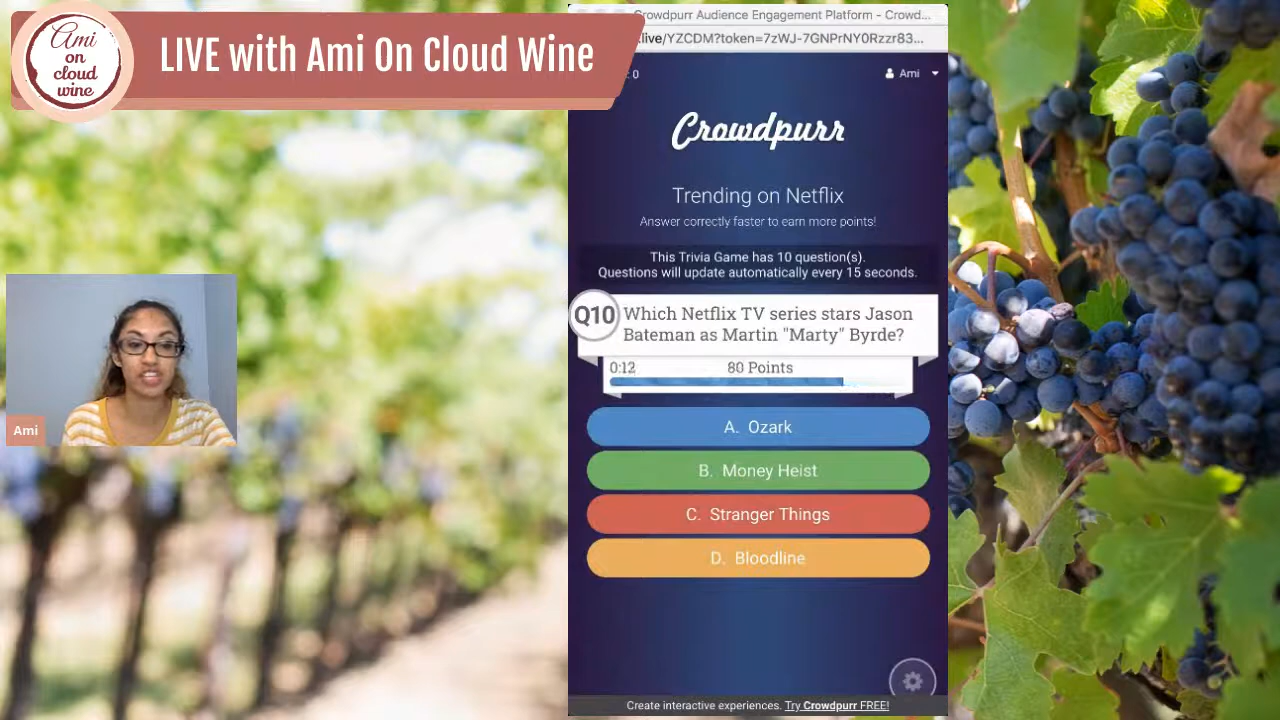 Ami
on
cloud
wine
LIVE with Ami On Cloud Wine
Crowdpurr Audience Engagement Platform - Crowd...
live/YZCDM?token=7zWJ-7GNPrNY0Rzzr83...
: 0
Ami
Crowdpurr
Trending on Netflix
Answer correctly faster to earn more points!
This Trivia Game has 10 question(s).
Questions will update automatically every 15 seconds.
Q10
Which Netflix TV series stars Jason
Bateman as Martin "Marty" Byrde?
0:12 80 Points
A. Ozark
B. Money Heist
C. Stranger Things
D. Bloodline
Ami
Create interactive experiences. Try Crowdpurr FREE!